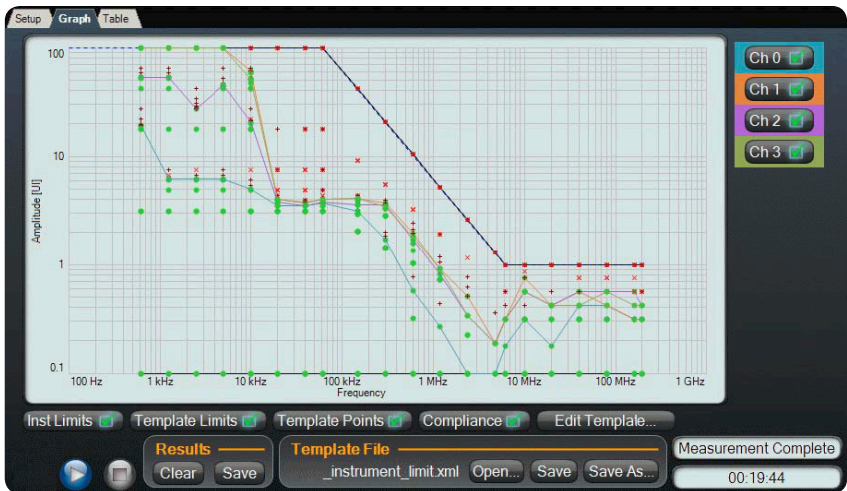 Setup Graph Table
100
10
1
0.1
Amplitude [UI]
100 Hz 1 kHz 10 kHz 100 kHz 1 MHz 10 MHz 100 MHz 1 GHz
Frequency
Ch 0
Ch 1
Ch 2
Ch 3
Inst Limits Template Limits Template Points Compliance Edit Template...
Results Template File
Clear Save _instrument_limit.xml Open... Save Save As...
Measurement Complete
00:19:44